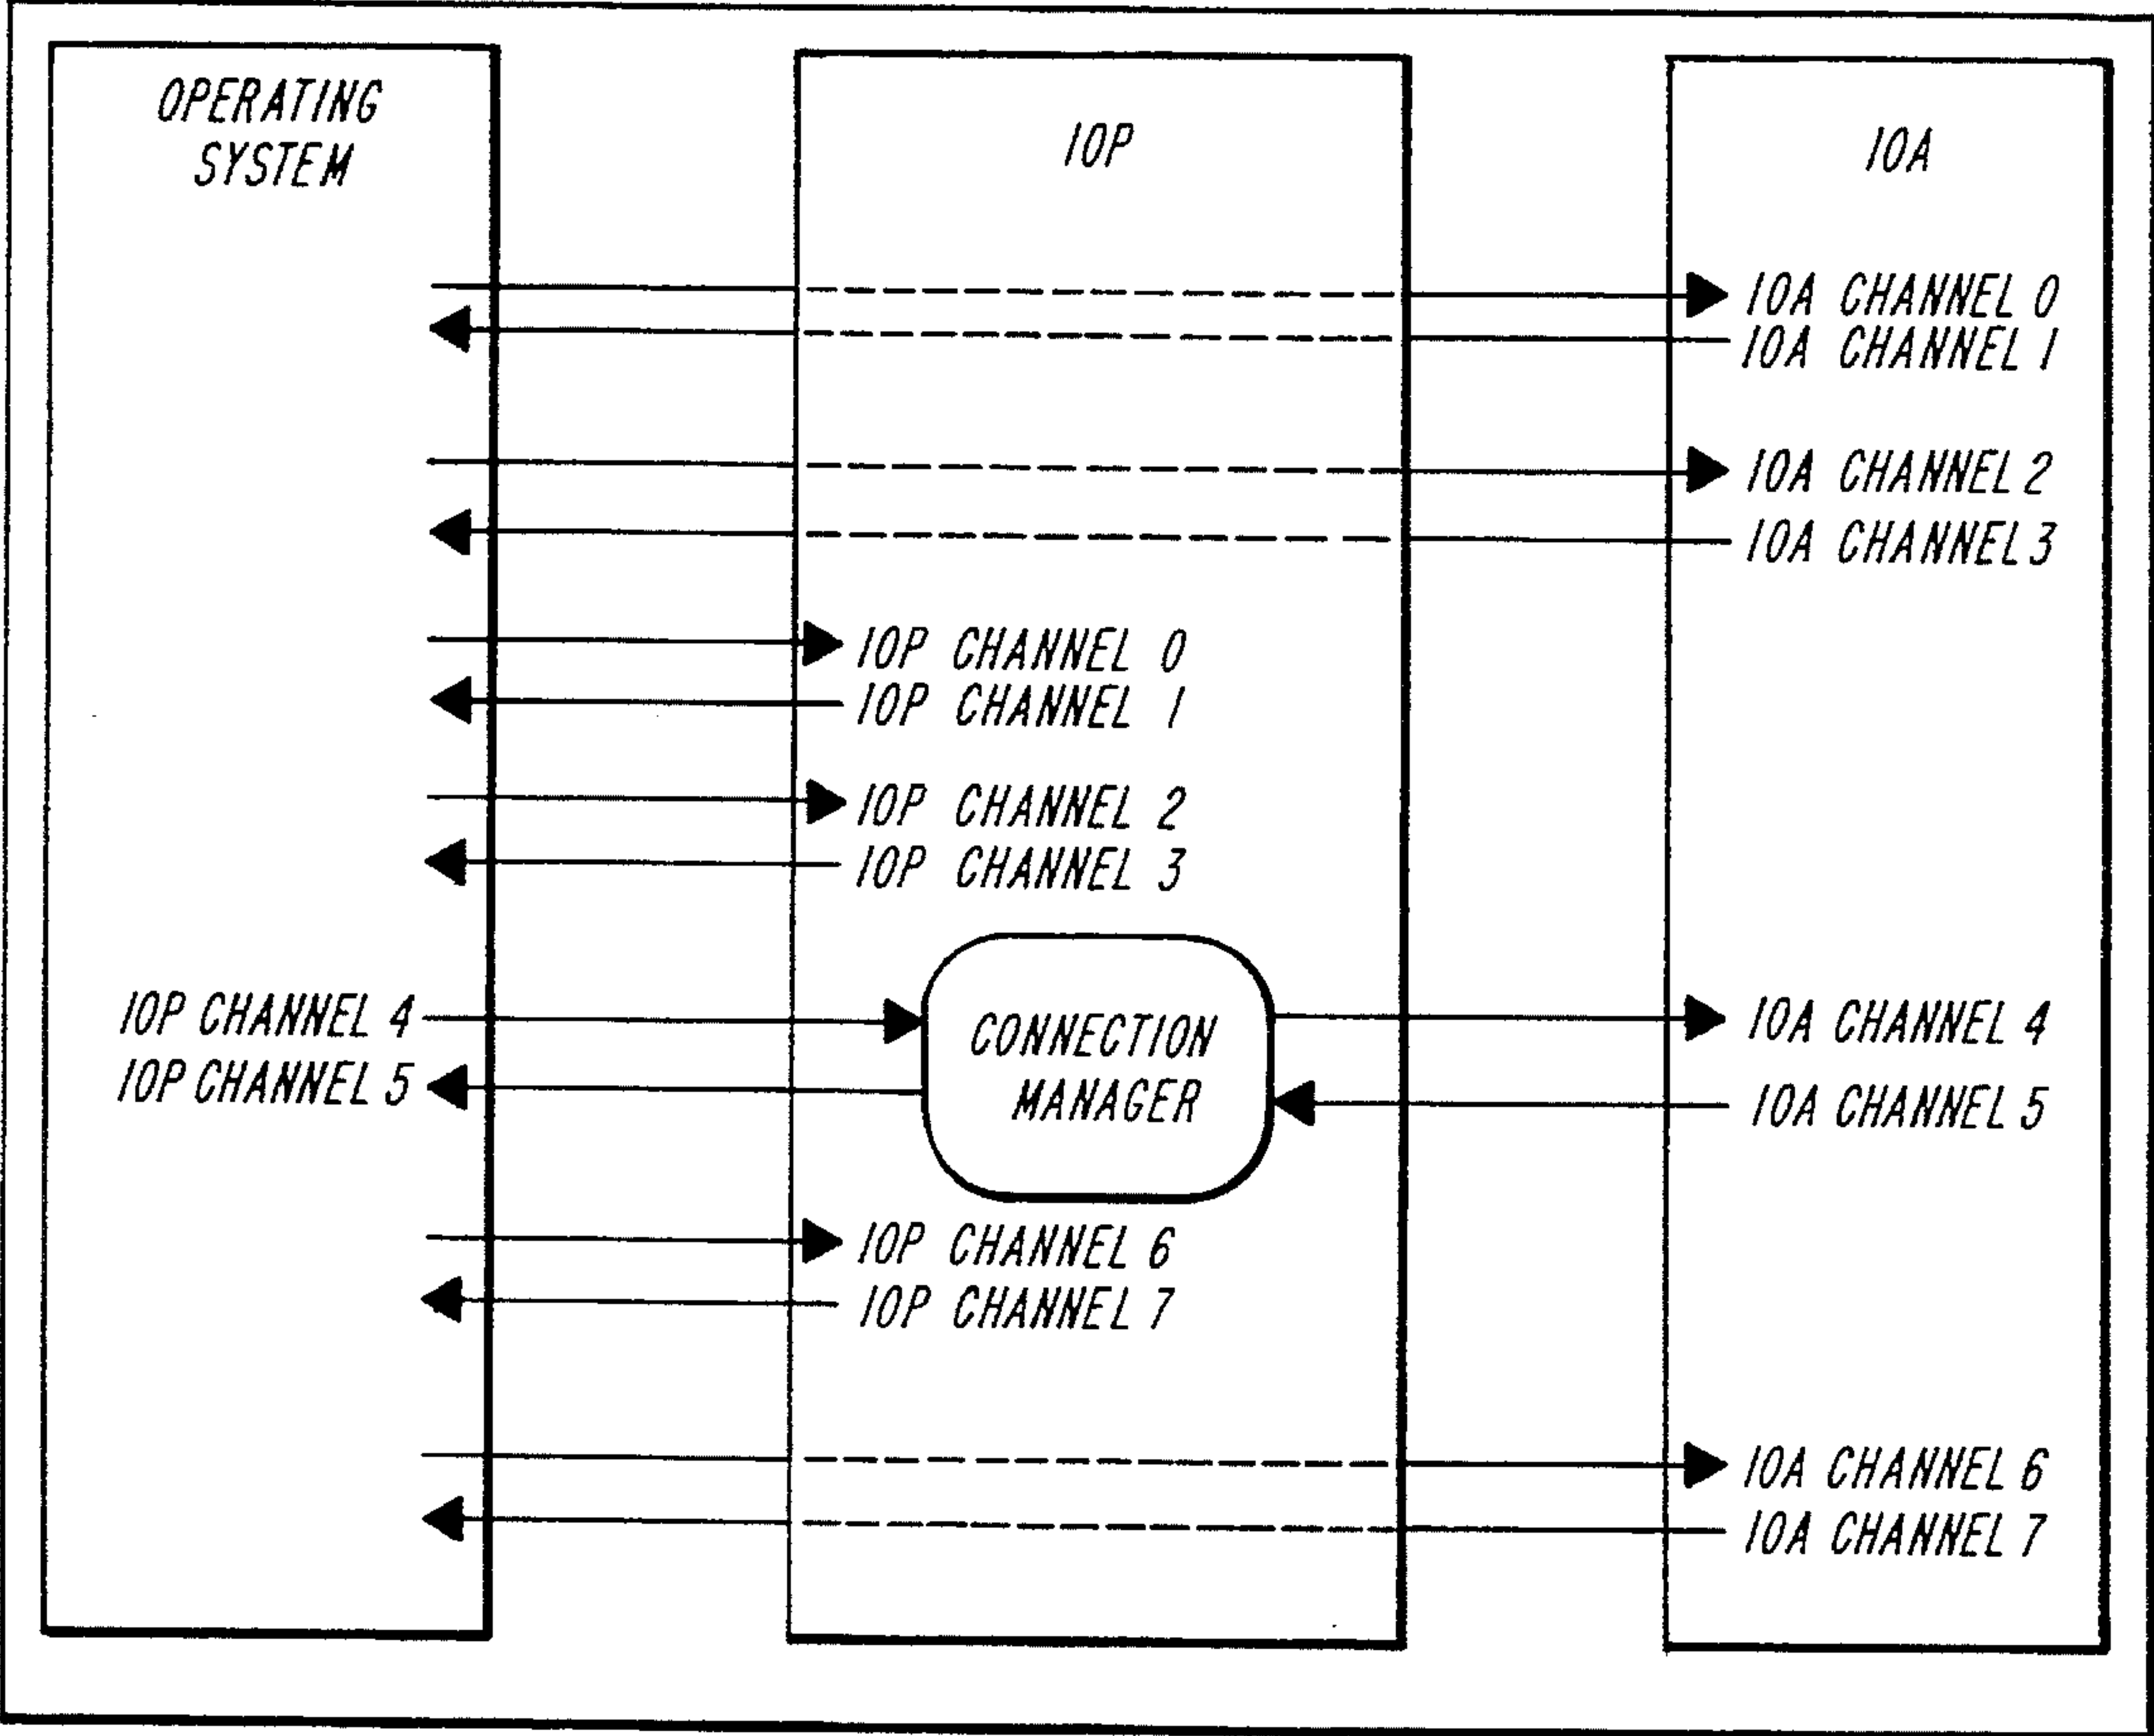 OPERATING
SYSTEM
IOP
IOA
IOA CHANNEL 0
IOA CHANNEL 1
IOA CHANNEL 2
IOA CHANNEL 3
IOP CHANNEL 0
IOP CHANNEL 1
IOP CHANNEL 2
IOP CHANNEL 3
IOP CHANNEL 4
IOP CHANNEL 5
CONNECTION
MANAGER
IOA CHANNEL 4
IOA CHANNEL 5
IOP CHANNEL 6
IOP CHANNEL 7
IOA CHANNEL 6
IOA CHANNEL 7